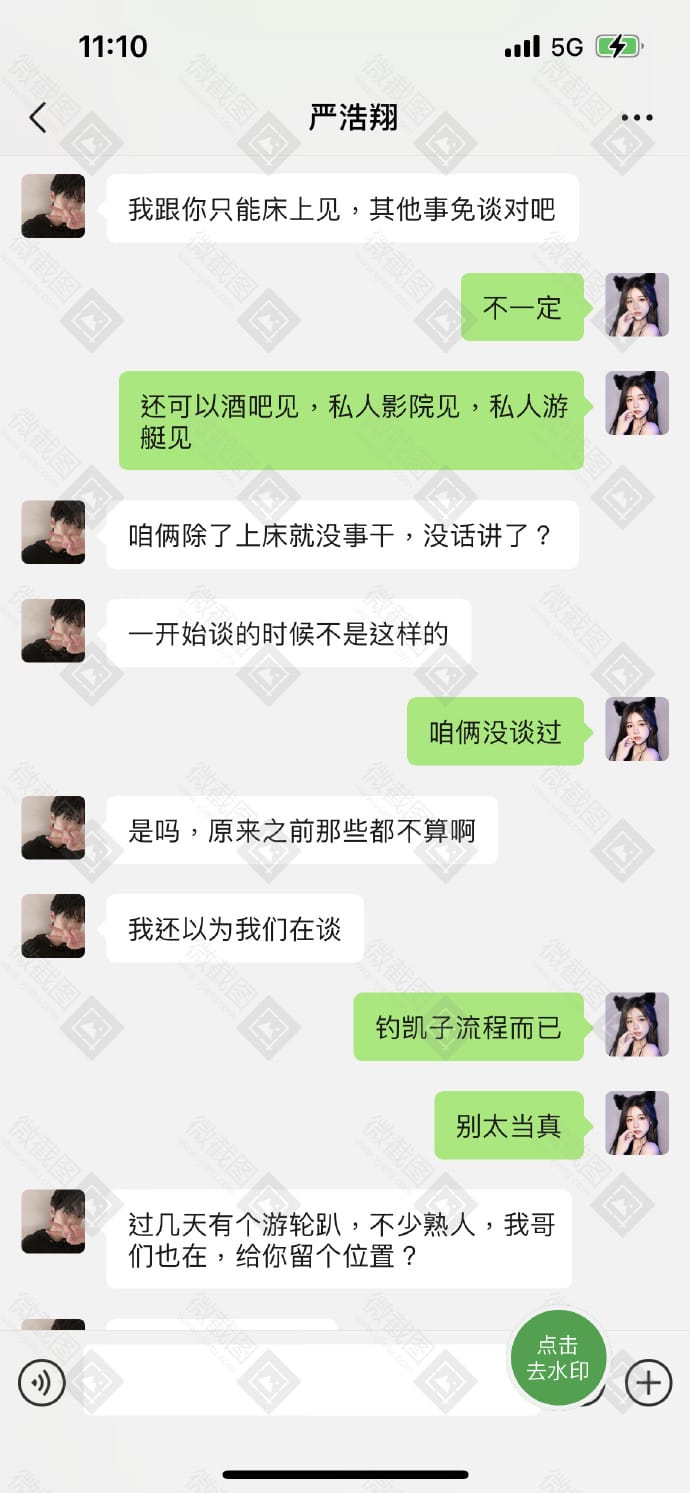 11:10
5G
严浩翔
我跟你只能床上见，其他事免谈对吧
不一定
还可以酒吧见，私人影院见，私人游
艇见
咱俩除了上床就没事干，没话讲了？
一开始谈的时候不是这样的
咱俩没谈过
是吗，原来之前那些都不算啊
我还以为我们在谈
钓凯子流程而已
别太当真
过几天有个游轮趴，不少熟人，我哥
们也在，给你留个位置？
点击
去水印
微截图